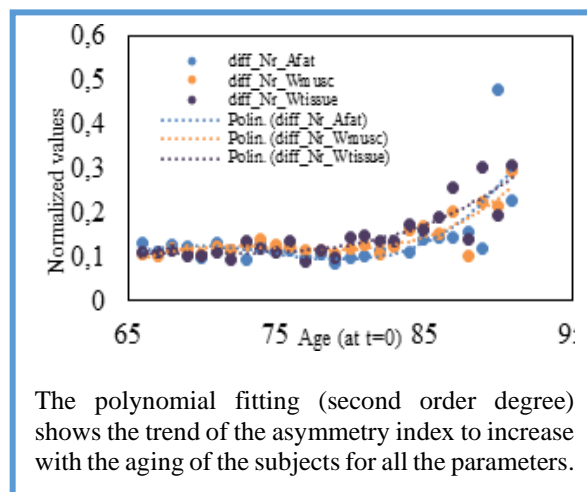 0,6
0,5
0,4
0,3
0,2
0,1
0
Normalized values
diff_Nr_Afat
diff_Nr_Wmusc
diff_Nr_Wtissue
Polin. (diff_Nr_Afat)
Polin. (diff_Nr_Wmusc)
Polin. (diff_Nr_Wtissue)
65 75 85
Age (at t=0)
The polynomial fitting (second order degree)
shows the trend of the asymmetry index to increase
with the aging of the subjects for all the parameters.